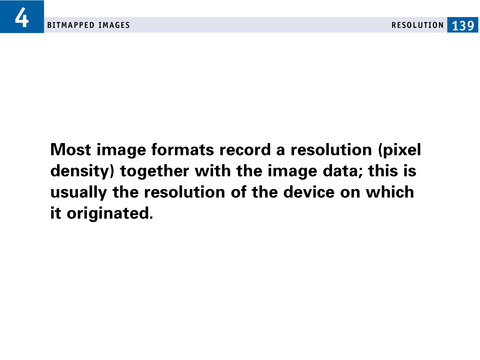 4
BITMAPPED IMAGES
RESOLUTION 139
Most image formats record a resolution (pixel
density) together with the image data; this is
usually the resolution of the device on which
it originated.